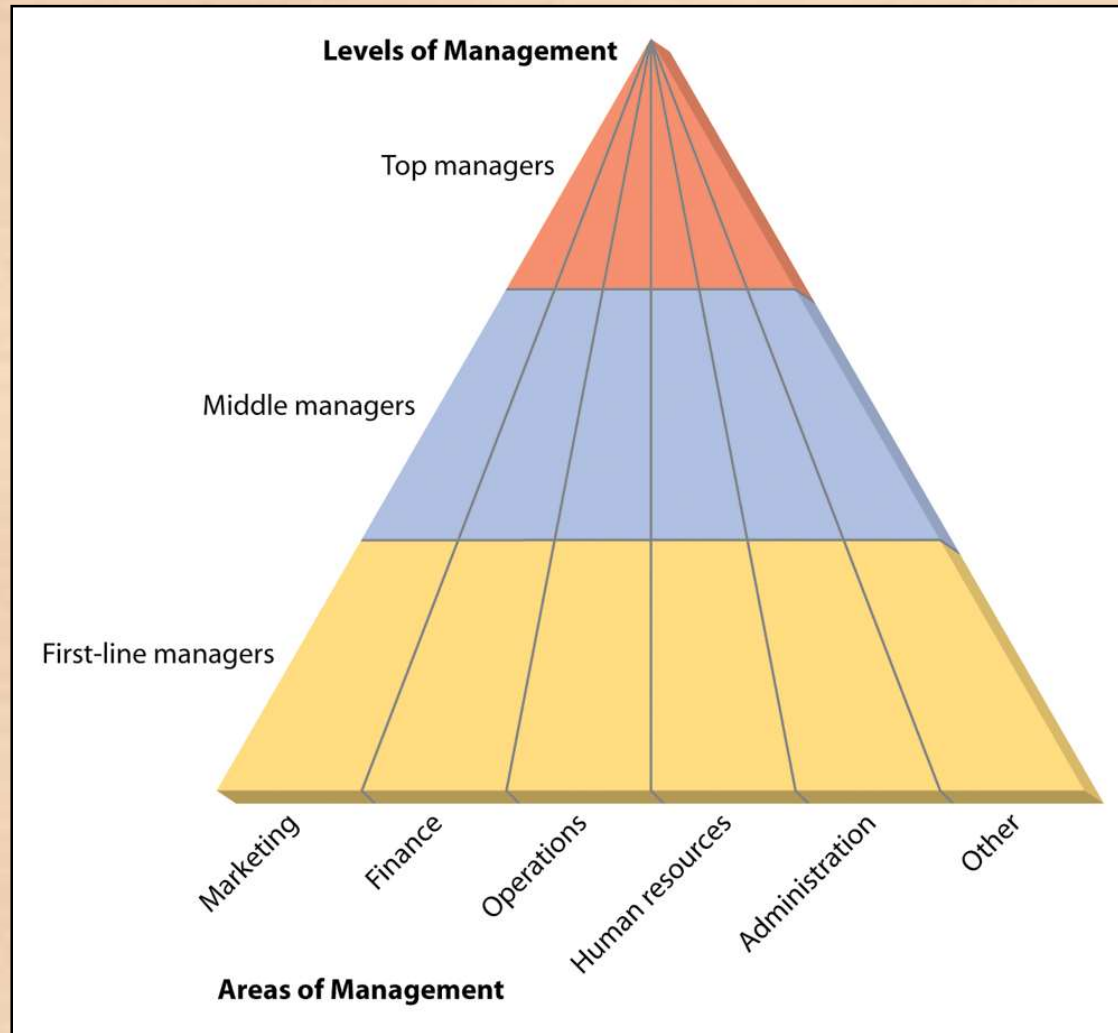 Levels of Management
Top managers
Middle managers
First-line managers
Marketing
Finance
Operations
Human resources
Administration
Other
Areas of Management